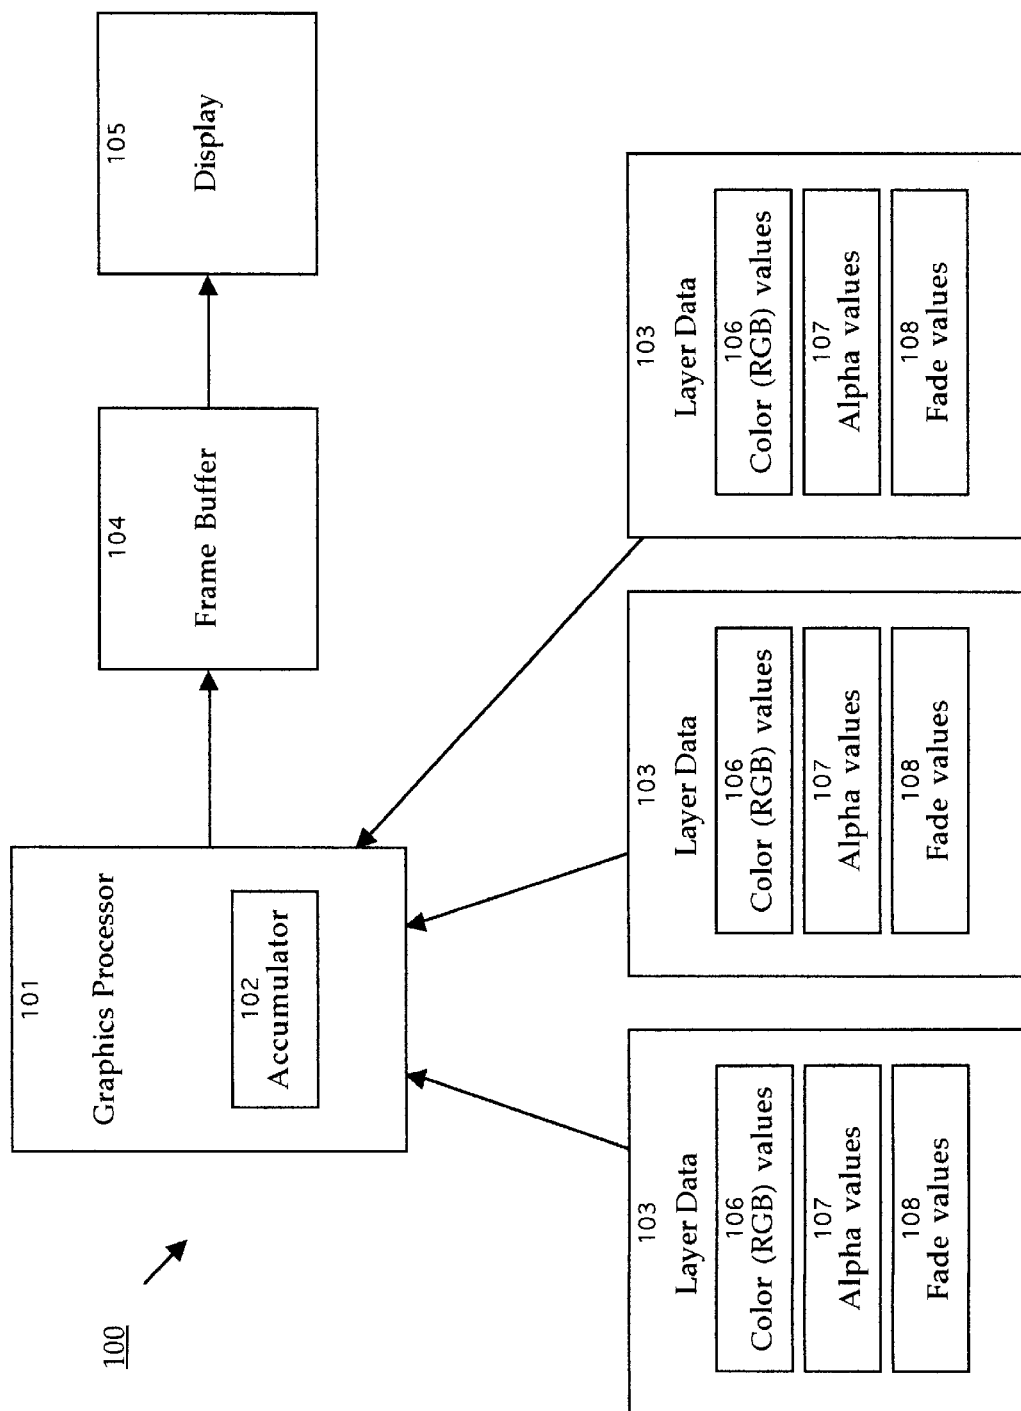 100
101
Graphics Processor
102
Accumulator
104
Frame Buffer
105
Display
103
Layer Data
106
Color (RGB) values
107
Alpha values
108
Fade values
103
Layer Data
106
Color (RGB) values
107
Alpha values
108
Fade values
103
Layer Data
106
Color (RGB) values
107
Alpha values
108
Fade values